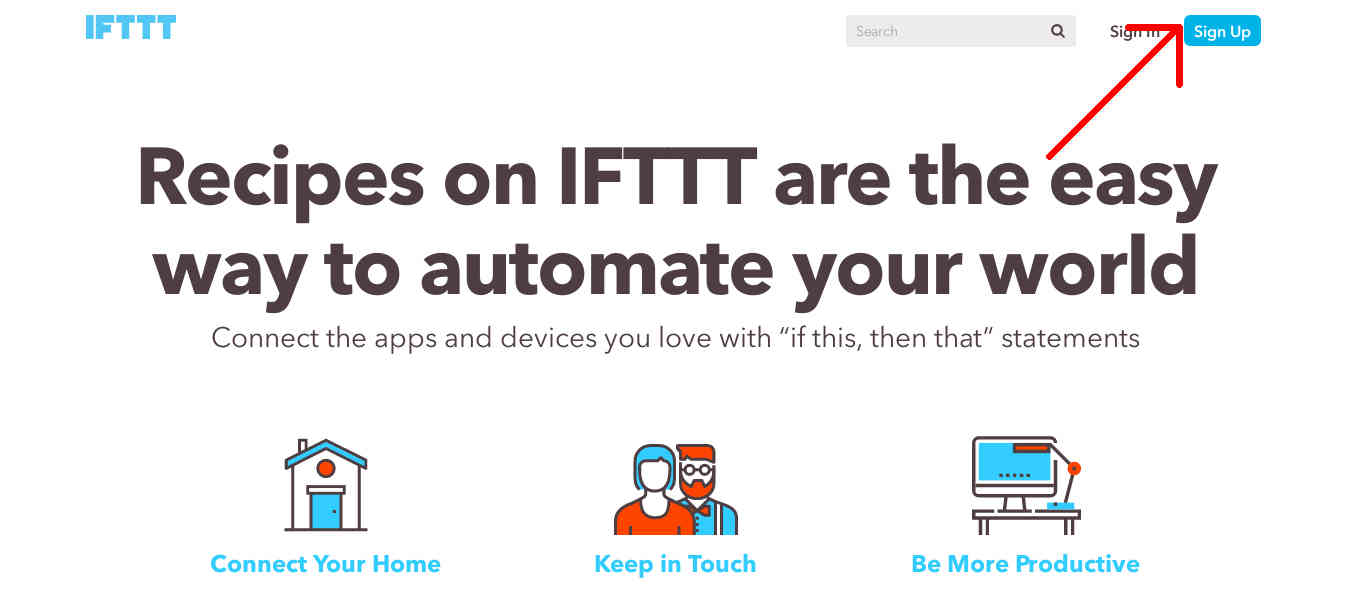 IFTTT
Search
Sign In
Sign Up
Recipes on IFTTT are the easy
way to automate your world
Connect the apps and devices you love with “if this, then that” statements
Connect Your Home
Keep in Touch
Be More Productive